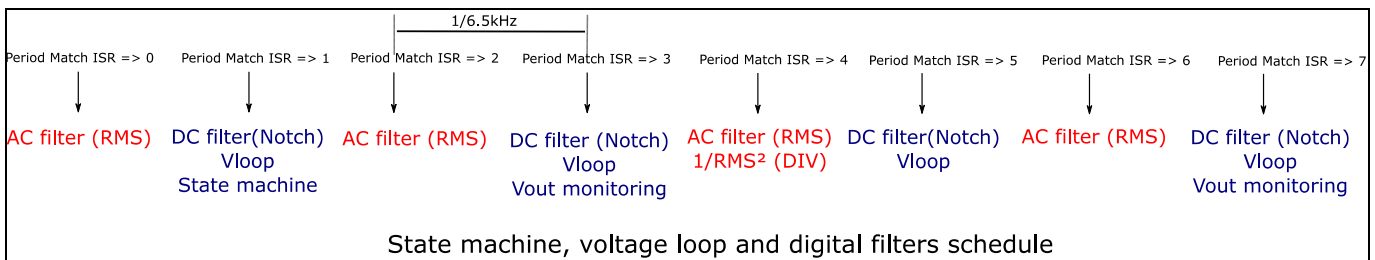 1/6.5kHz
Period Match ISR => 0 Period Match ISR => 1 Period Match ISR => 2 Period Match ISR => 3 Period Match ISR => 4 Period Match ISR => 5 Period Match ISR => 6 Period Match ISR => 7
AC filter (RMS) DC filter(Notch) AC filter (RMS) DC filter (Notch) AC filter (RMS) DC filter(Notch) AC filter (RMS) DC filter (Notch)
Vloop Vloop 1/RMS² (DIV) Vloop Vloop
State machine Vout monitoring Vout monitoring
State machine, voltage loop and digital filters schedule